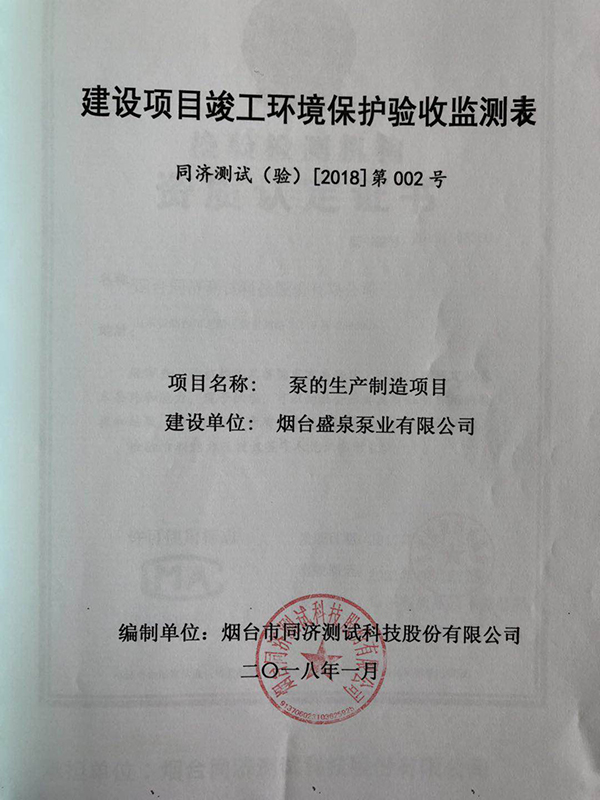 建设项目竣工环境保护验收监测表
同济测试（验）[2018]第002号
项目名称： 泵的生产制造项目
建设单位： 烟台盛泉泵业有限公司
编制单位：烟台市同济测试科技股份有限公司
二〇一八年一月